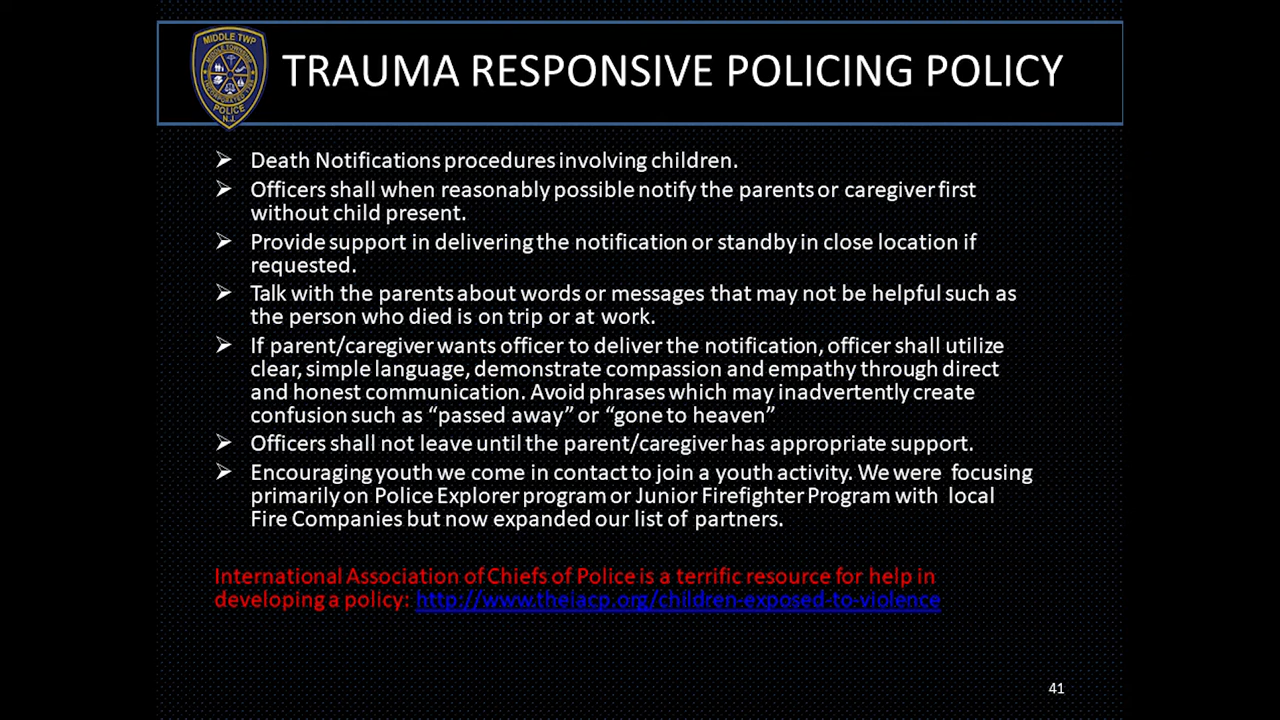 MIDDLE TWP
POLICE
N.J.
TRAUMA RESPONSIVE POLICING POLICY
Death Notifications procedures involving children.
Officers shall when reasonably possible notify the parents or caregiver first
without child present.
Provide support in delivering the notification or standby in close location if
requested.
Talk with the parents about words or messages that may not be helpful such as
the person who died is on trip or at work.
If parent/caregiver wants officer to deliver the notification, officer shall utilize
clear, simple language, demonstrate compassion and empathy through direct
and honest communication. Avoid phrases which may inadvertently create
confusion such as “passed away” or “gone to heaven”
Officers shall not leave until the parent/caregiver has appropriate support.
Encouraging youth we come in contact to join a youth activity. We were focusing
primarily on Police Explorer program or Junior Firefighter Program with local
Fire Companies but now expanded our list of partners.
International Association of Chiefs of Police is a terrific resource for help in
developing a policy: http://www.theiacp.org/children-exposed-to-violence
41